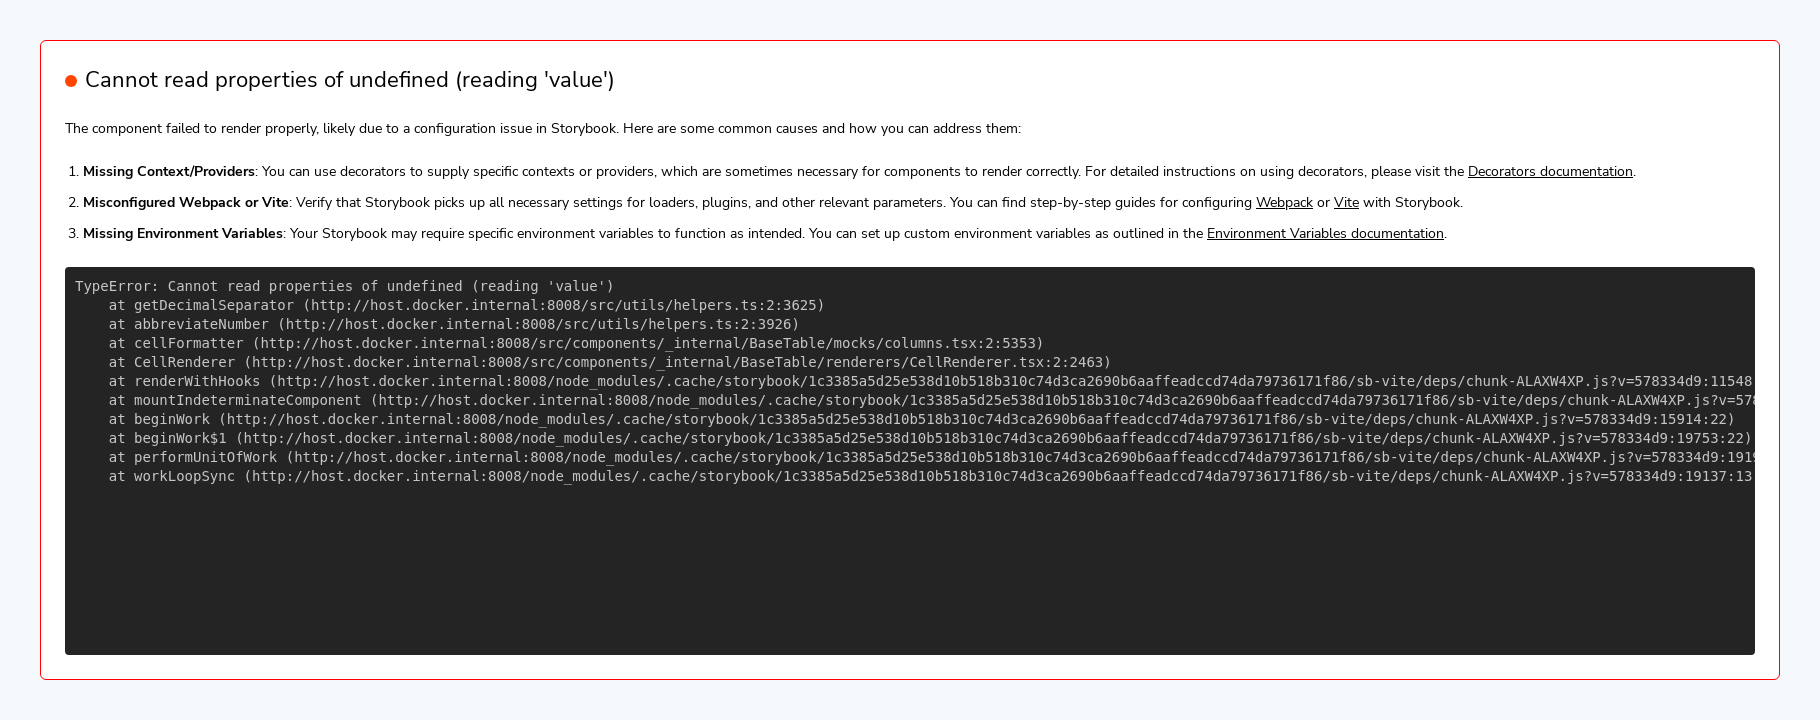 Cannot read properties of undefined (reading 'value')
The component failed to render properly, likely due to a configuration issue in Storybook. Here are some common causes and how you can address them:
1. Missing Context/Providers: You can use decorators to supply specific contexts or providers, which are sometimes necessary for components to render correctly. For detailed instructions on using decorators, please visit the Decorators documentation.
2. Misconfigured Webpack or Vite: Verify that Storybook picks up all necessary settings for loaders, plugins, and other relevant parameters. You can find step-by-step guides for configuring Webpack or Vite with Storybook.
3. Missing Environment Variables: Your Storybook may require specific environment variables to function as intended. You can set up custom environment variables as outlined in the Environment Variables documentation.
TypeError: Cannot read properties of undefined (reading 'value')
at getDecimalSeparator (http://host.docker.internal:8008/src/utils/helpers.ts:2:3625)
at abbreviateNumber (http://host.docker.internal:8008/src/utils/helpers.ts:2:3926)
at cellFormatter (http://host.docker.internal:8008/src/components/_internal/BaseTable/mocks/columns.tsx:2:5353)
at CellRenderer (http://host.docker.internal:8008/src/components/_internal/BaseTable/renderers/CellRenderer.tsx:2:2463)
at renderWithHooks (http://host.docker.internal:8008/node_modules/.cache/storybook/1c3385a5d25e538d10b518b310c74d3ca2690b6aaffeadccd74da79736171f86/sb-vite/deps/chunk-ALAXW4XP.js?v=578334d9:11548
at mountIndeterminateComponent (http://host.docker.internal:8008/node_modules/.cache/storybook/1c3385a5d25e538d10b518b310c74d3ca2690b6aaffeadccd74da79736171f86/sb-vite/deps/chunk-ALAXW4XP.js?v=578
at beginWork (http://host.docker.internal:8008/node_modules/.cache/storybook/1c3385a5d25e538d10b518b310c74d3ca2690b6aaffeadccd74da79736171f86/sb-vite/deps/chunk-ALAXW4XP.js?v=578334d9:15914:22)
at beginWork$1 (http://host.docker.internal:8008/node_modules/.cache/storybook/1c3385a5d25e538d10b518b310c74d3ca2690b6aaffeadccd74da79736171f86/sb-vite/deps/chunk-ALAXW4XP.js?v=578334d9:19753:22)
at performUnitOfWork (http://host.docker.internal:8008/node_modules/.cache/storybook/1c3385a5d25e538d10b518b310c74d3ca2690b6aaffeadccd74da79736171f86/sb-vite/deps/chunk-ALAXW4XP.js?v=578334d9:1919
at workLoopSync (http://host.docker.internal:8008/node_modules/.cache/storybook/1c3385a5d25e538d10b518b310c74d3ca2690b6aaffeadccd74da79736171f86/sb-vite/deps/chunk-ALAXW4XP.js?v=578334d9:19137:13